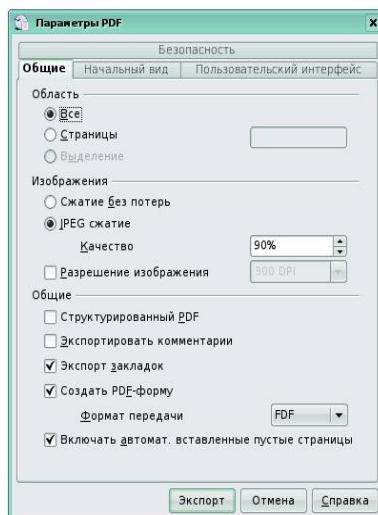 Параметры PDF
Безопасность
Общие Начальный вид Пользовательский интерфейс
Область
Все
Страницы
Выделение
Изображения
Сжатие без потерь
JPEG сжатие
Качество 90%
Разрешение изображения 300 DPI
Общие
Структурированный PDF
Экспортировать комментарии
Экспорт закладок
Создать PDF-форму
Формат передачи FDF
Включать автомат. вставленные пустые страницы
Экспорт Отмена Справка